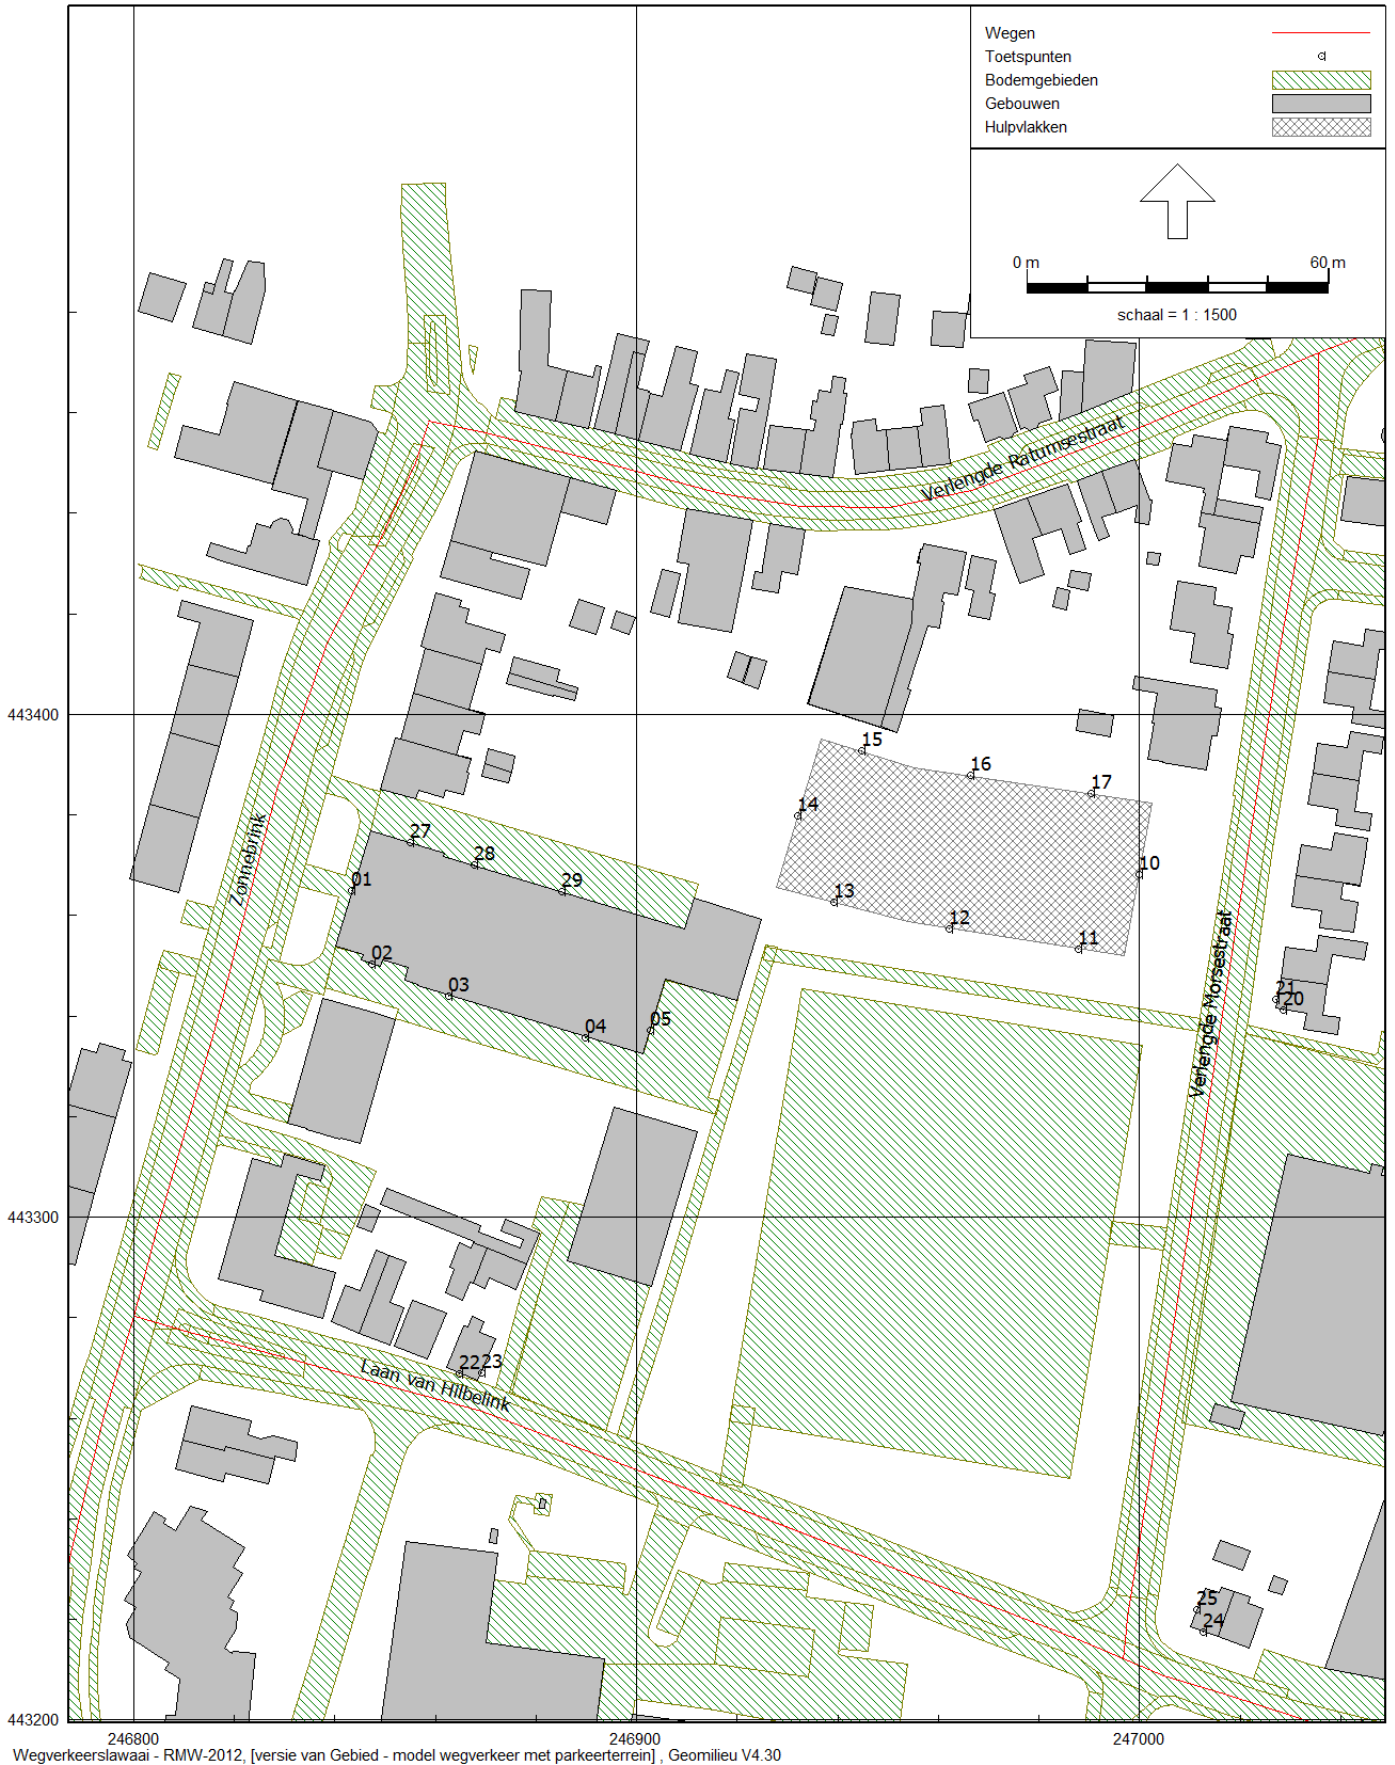 Wegen
Toetspunten
Bodemgebieden
Gebouwen
Hulpvlakken
0 m 60 m
schaal = 1 : 1500
Verlengde Ratumsestraat
443400
15
16
17
14
27
28
29
01
10
13
12
11
02
03
04
05
21
20
Zonnebrink
Verlengde Morsestraat
443300
22
23
Laan van Hilbelink
25
24
443200
246800 246900 247000
Wegverkeerslawaai - RMW-2012, [versie van Gebied - model wegverkeer met parkeerterrein] , Geomilieu V4.30